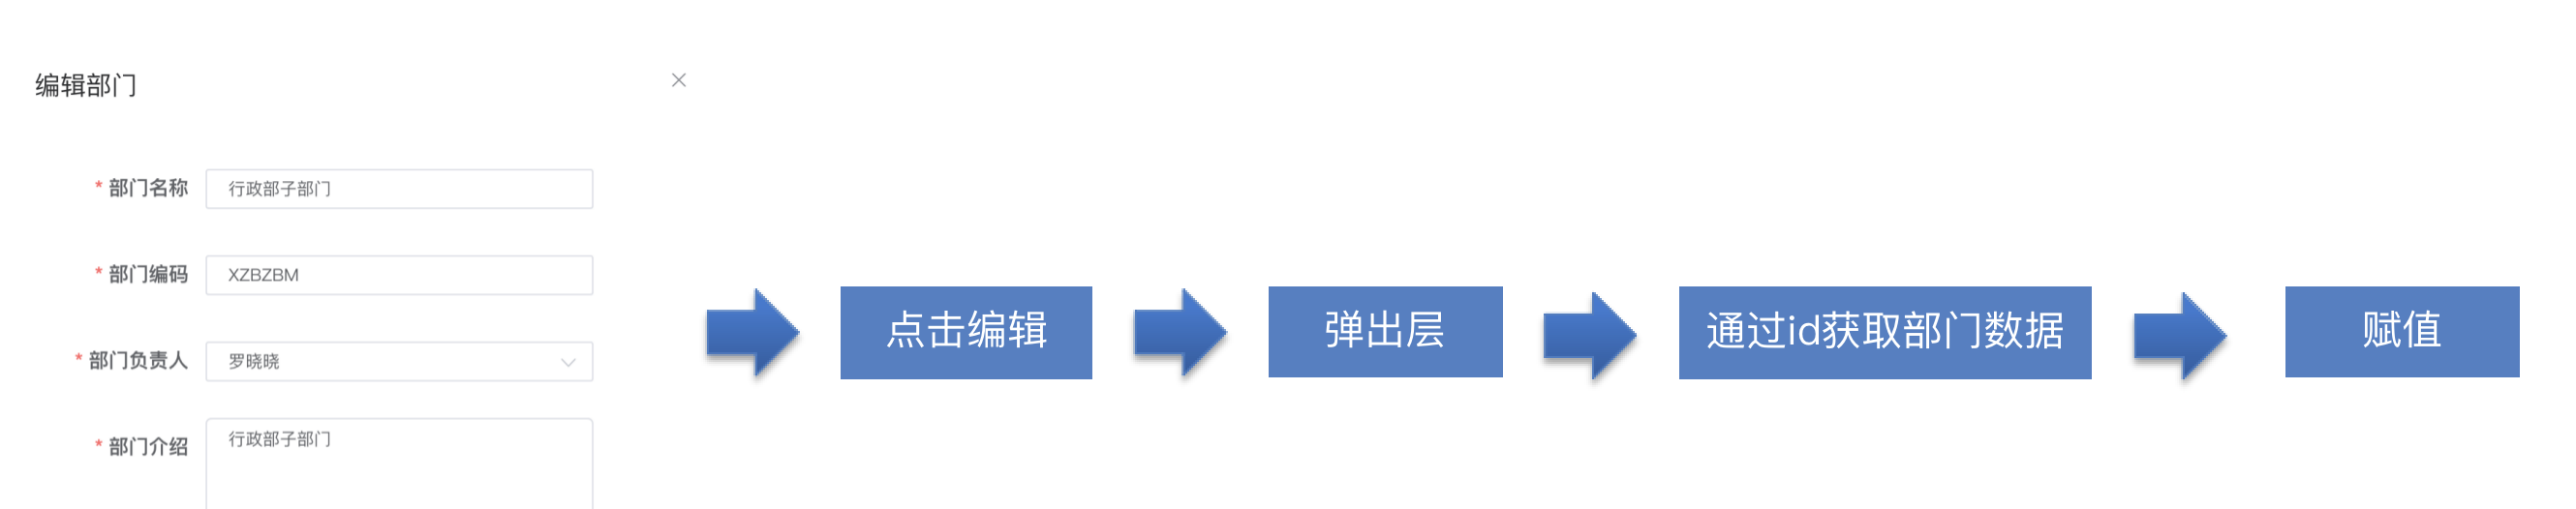 编辑部门
* 部门名称 行政部子部门
* 部门编码 XZBZBM
* 部门负责人 罗晓晓
* 部门介绍 行政部子部门
点击编辑
弹出层
通过id获取部门数据
赋值